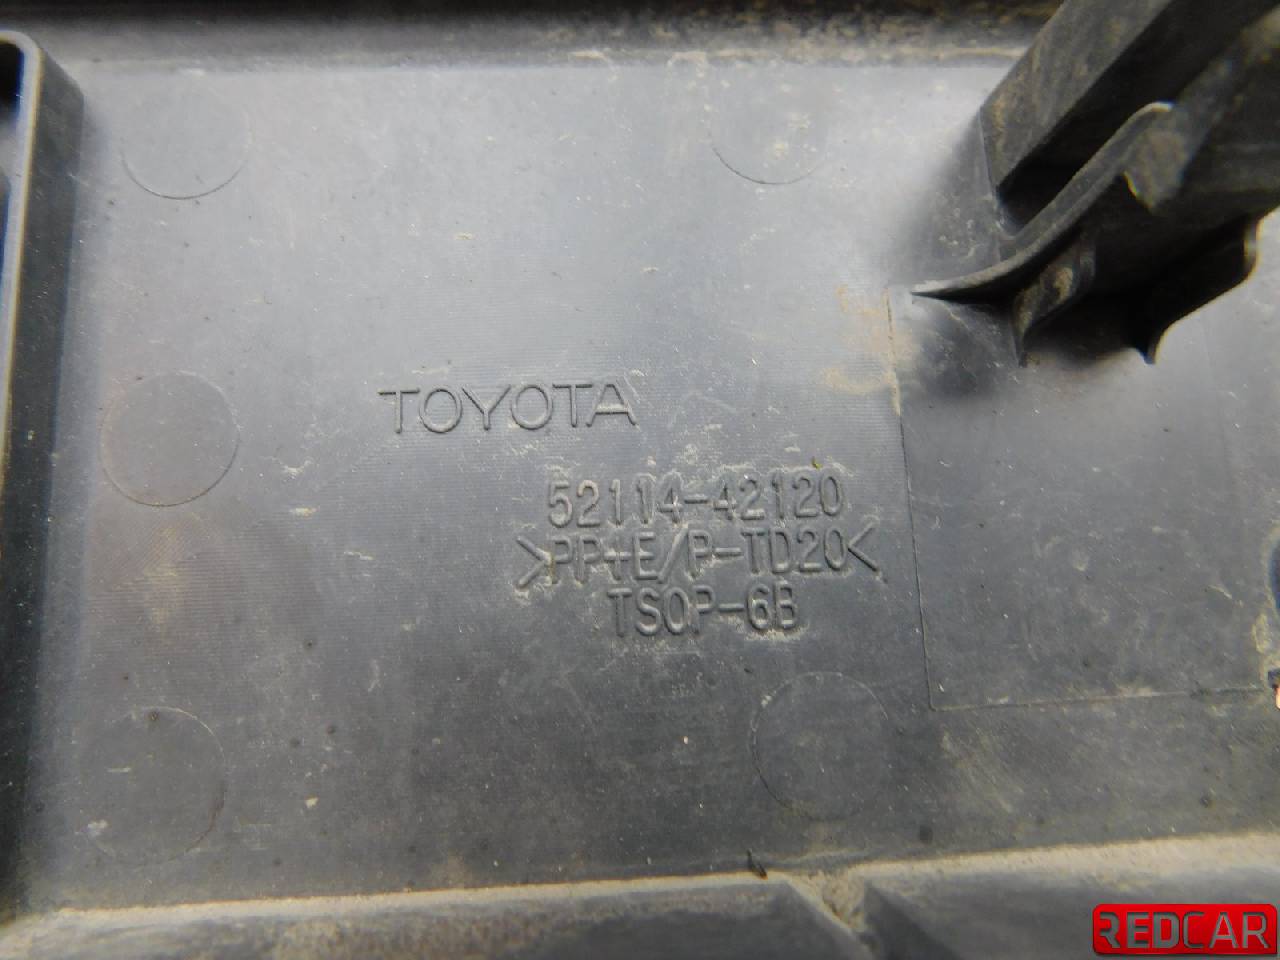 TOYOTA
52114-42120
>PP+E/P-TD20<
TSOP-6B
REDCAR